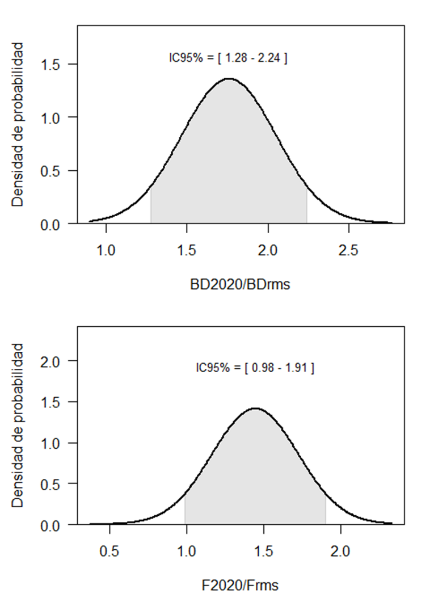 IC95% = [ 1.28 - 2.24 ]
Densidad de probabilidad
1.5
1.0
0.5
0.0
1.0 1.5 2.0 2.5
BD2020/BDrms
IC95% = [ 0.98 - 1.91 ]
Densidad de probabilidad
2.0
1.5
1.0
0.5
0.0
0.5 1.0 1.5 2.0
F2020/Frms